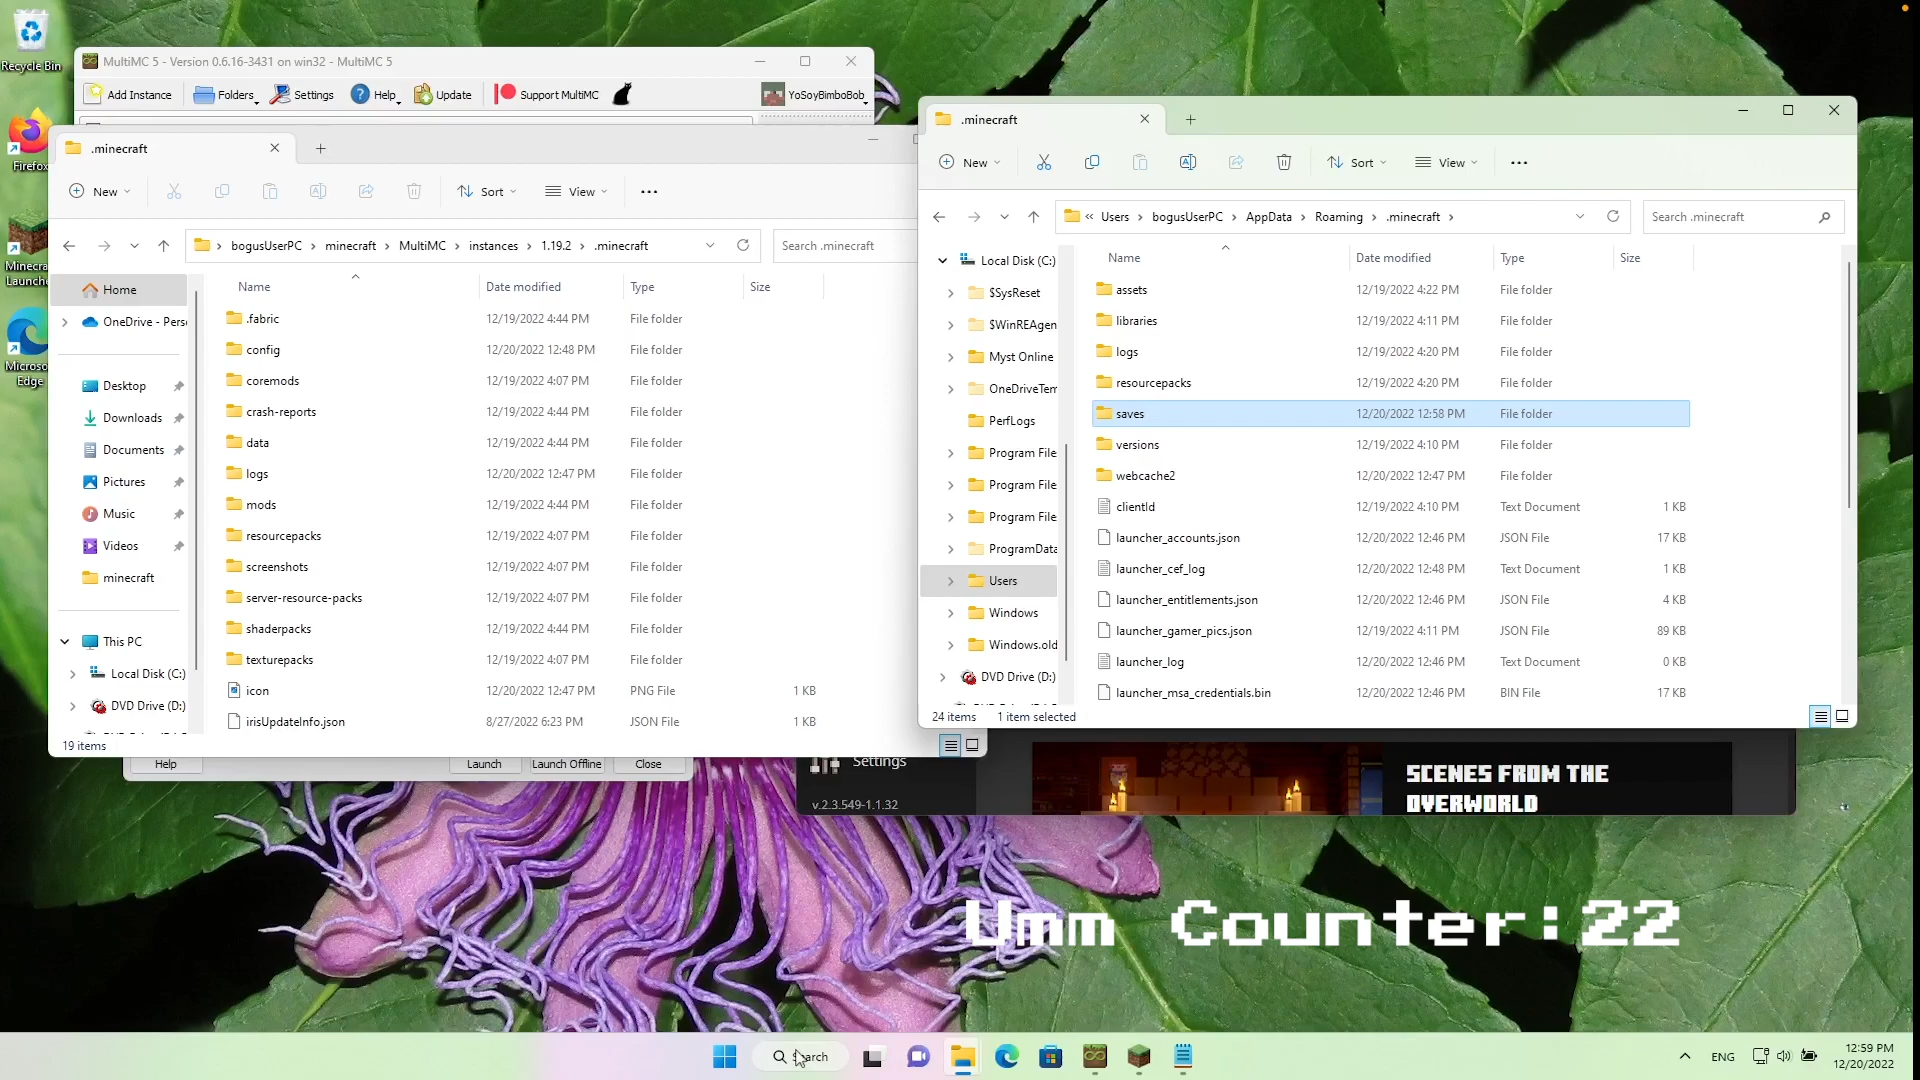 Recycle Bin
Firefox
Minecra
Launche
Microso
Edge
MultiMC 5 - Version 0.6.16-3431 on win32 - MultiMC 5
Add Instance
Folders
Settings
Help
Update
Support MultiMC
YoSoyBimboBob
.minecraft
New
Sort
View
bogusUserPC
minecraft
MultiMC
instances
1.19.2
.minecraft
Search .minecraft
Home
OneDrive - Perso
Desktop
Downloads
Documents
Pictures
Music
Videos
minecraft
This PC
Local Disk (C:)
DVD Drive (D:)
Name Date modified Type Size
.fabric 12/19/2022 4:44 PM File folder
config 12/20/2022 12:48 PM File folder
coremods 12/19/2022 4:07 PM File folder
crash-reports 12/19/2022 4:44 PM File folder
data 12/19/2022 4:44 PM File folder
logs 12/20/2022 12:47 PM File folder
mods 12/19/2022 4:44 PM File folder
resourcepacks 12/19/2022 4:07 PM File folder
screenshots 12/19/2022 4:07 PM File folder
server-resource-packs 12/19/2022 4:07 PM File folder
shaderpacks 12/19/2022 4:44 PM File folder
texturepacks 12/19/2022 4:07 PM File folder
icon 12/20/2022 12:47 PM PNG File 1 KB
irisUpdateInfo.json 8/27/2022 6:23 PM JSON File 1 KB
19 items
Help
Launch
Launch Offline
Close
.minecraft
New
Sort
View
Users
bogusUserPC
AppData
Roaming
.minecraft
Search .minecraft
Local Disk (C:)
$SysReset
$WinREAgen
Myst Online
OneDriveTem
PerfLogs
Program File
Program File
Program File
ProgramData
Users
Windows
Windows.old
DVD Drive (D:)
Name Date modified Type Size
assets 12/19/2022 4:22 PM File folder
libraries 12/19/2022 4:11 PM File folder
logs 12/19/2022 4:20 PM File folder
resourcepacks 12/19/2022 4:20 PM File folder
saves 12/20/2022 12:58 PM File folder
versions 12/19/2022 4:10 PM File folder
webcache2 12/20/2022 12:47 PM File folder
clientId 12/19/2022 4:10 PM Text Document 1 KB
launcher_accounts.json 12/20/2022 12:46 PM JSON File 17 KB
launcher_cef_log 12/20/2022 12:48 PM Text Document 1 KB
launcher_entitlements.json 12/20/2022 12:46 PM JSON File 4 KB
launcher_gamer_pics.json 12/19/2022 4:11 PM JSON File 89 KB
launcher_log 12/20/2022 12:46 PM Text Document 0 KB
launcher_msa_credentials.bin 12/20/2022 12:46 PM BIN File 17 KB
24 items 1 item selected
Settings
v.2.3.549-1.1.32
SCENES FROM THE
OVERWORLD
Umm Counter:22
Search
ENG
12:59 PM
12/20/2022